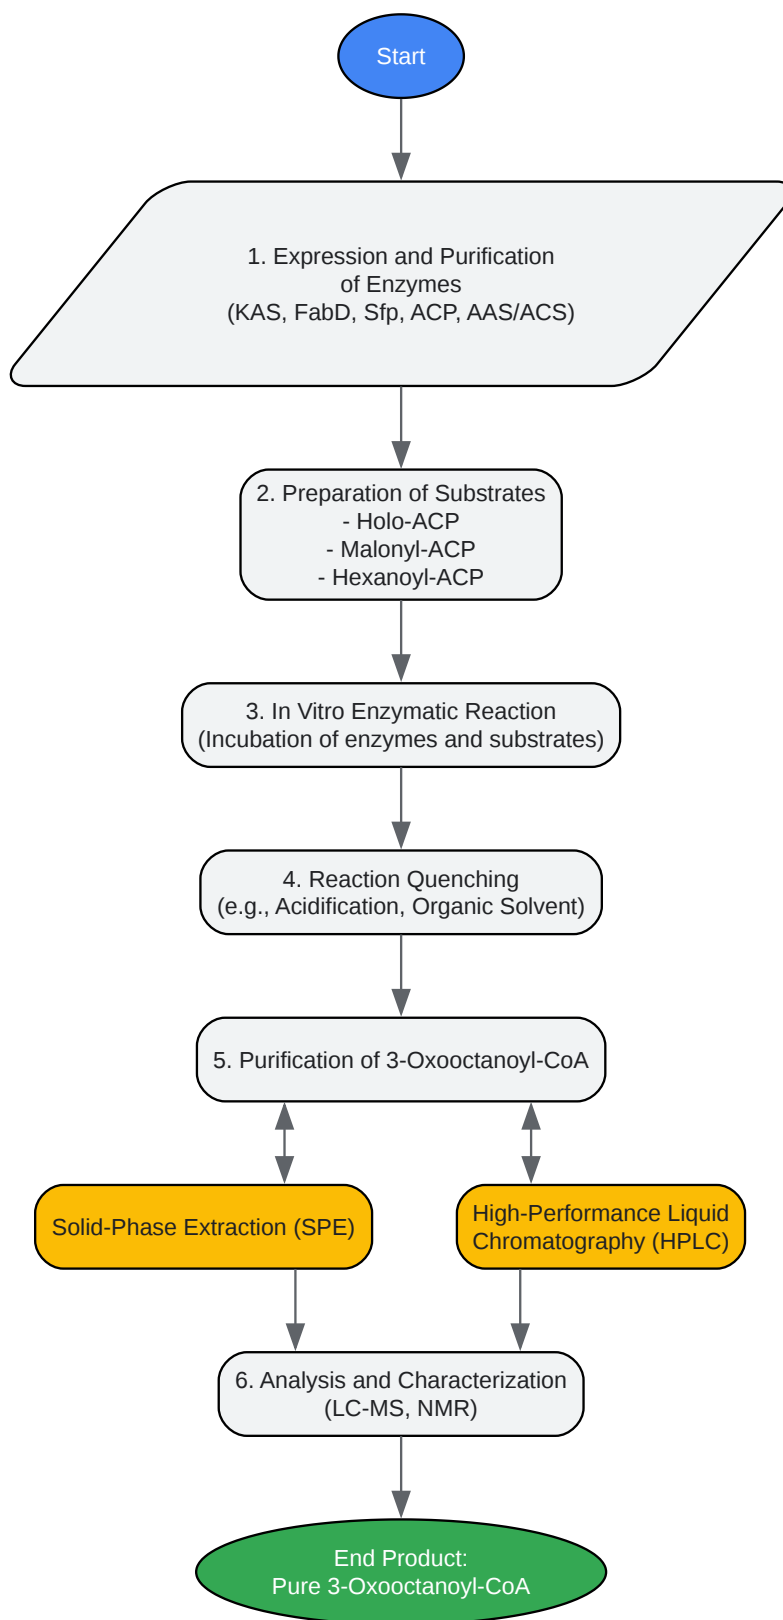 Start
1. Expression and Purification
of Enzymes
(KAS, FabD, Sfp, ACP, AAS/ACS)
2. Preparation of Substrates
- Holo-ACP
- Malonyl-ACP
- Hexanoyl-ACP
3. In Vitro Enzymatic Reaction
(Incubation of enzymes and substrates)
4. Reaction Quenching
(e.g., Acidification, Organic Solvent)
5. Purification of 3-Oxooctanoyl-CoA
Solid-Phase Extraction (SPE)
High-Performance Liquid
Chromatography (HPLC)
6. Analysis and Characterization
(LC-MS, NMR)
End Product:
Pure 3-Oxooctanoyl-CoA